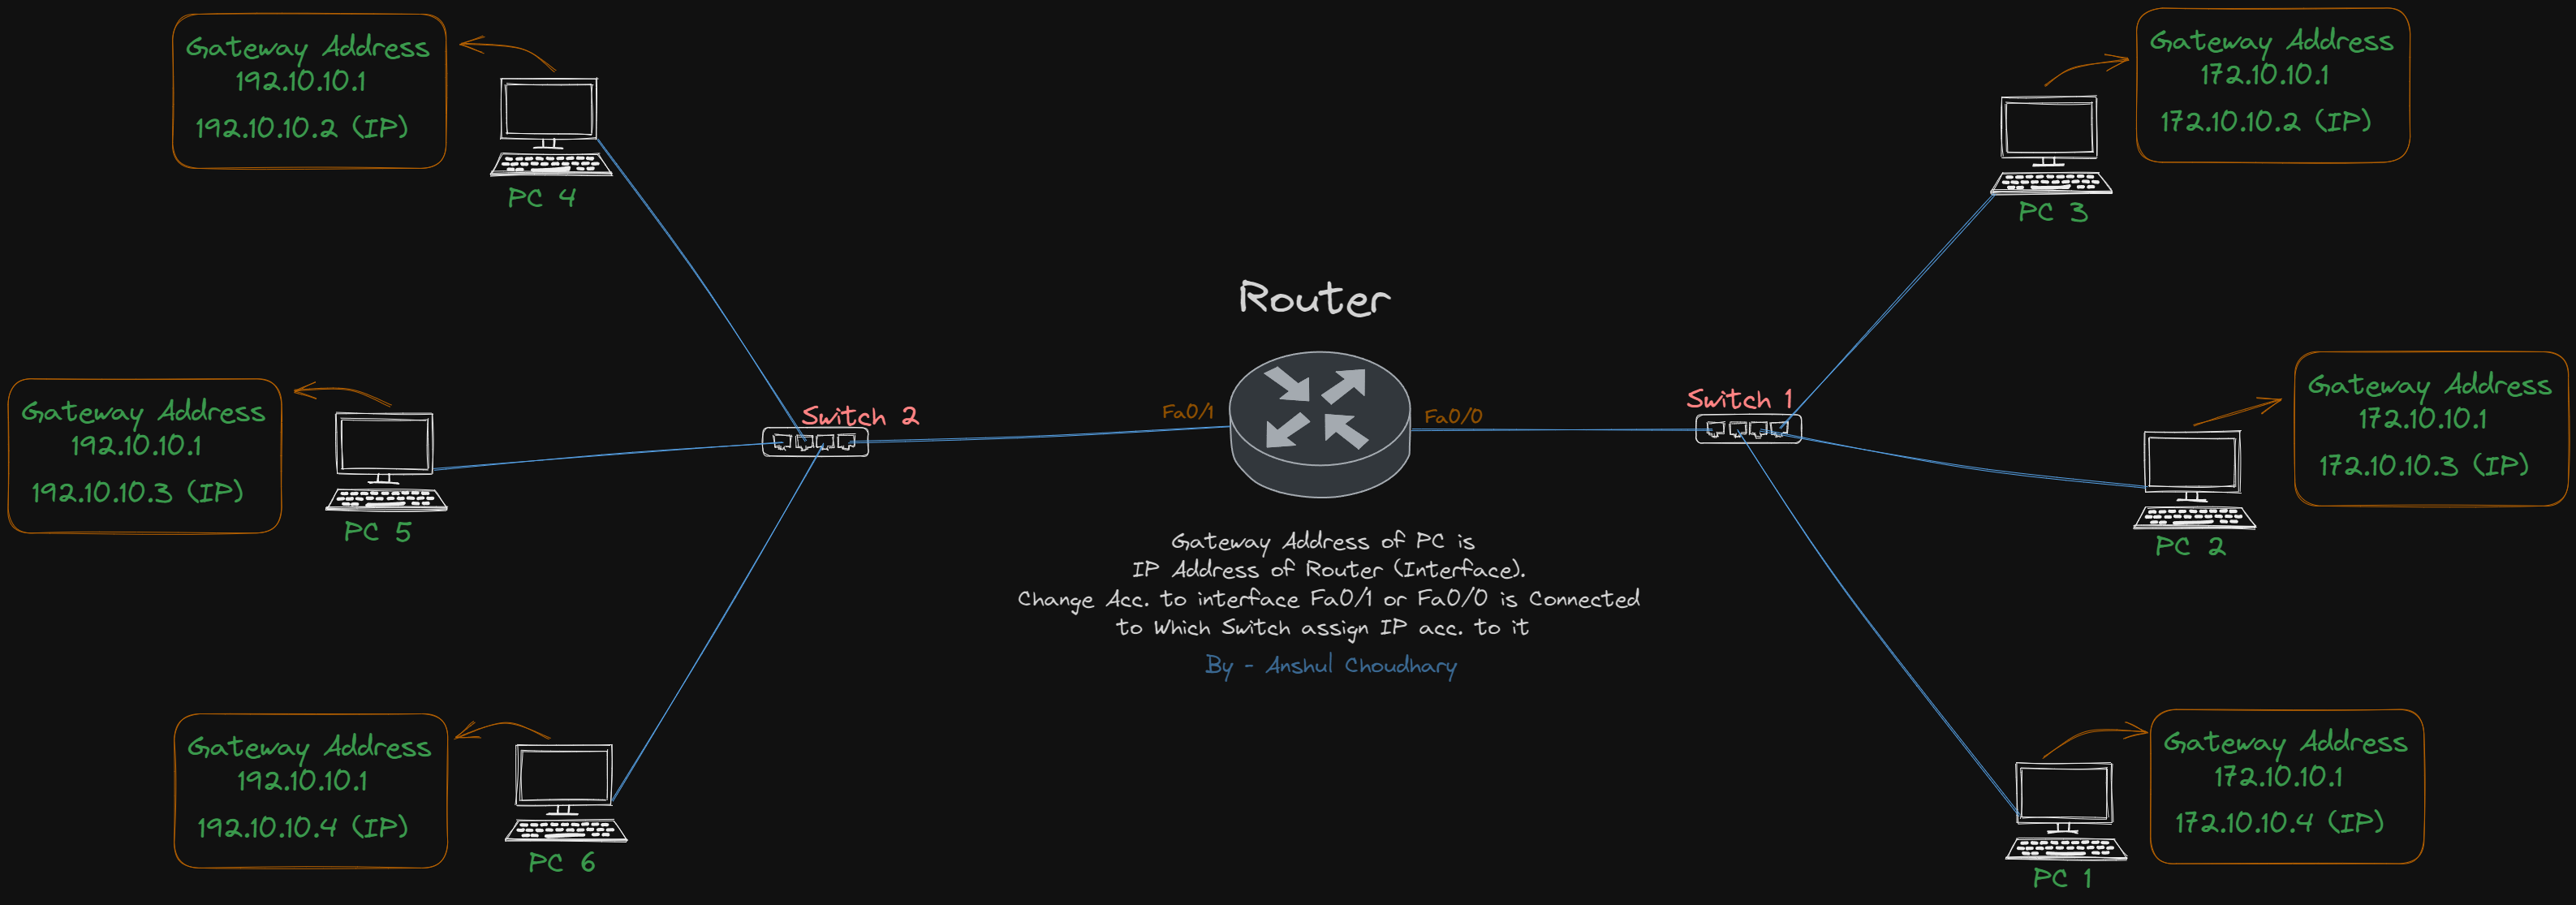 Gateway Address
192.10.10.1
192.10.10.2 (IP)
PC 4
Gateway Address
172.10.10.1
172.10.10.2 (IP)
PC 3
Router
Gateway Address
192.10.10.1
192.10.10.3 (IP)
PC 5
Switch 2
Fa0/1
Fa0/0
Switch 1
Gateway Address
172.10.10.1
172.10.10.3 (IP)
PC 2
Gateway Address of PC is
IP Address of Router (Interface).
Change Acc. to interface Fa0/1 or Fa0/0 is Connected
to Which Switch assign IP acc. to it
By - Anshul Choudhary
Gateway Address
192.10.10.1
192.10.10.4 (IP)
PC 6
Gateway Address
172.10.10.1
172.10.10.4 (IP)
PC 1